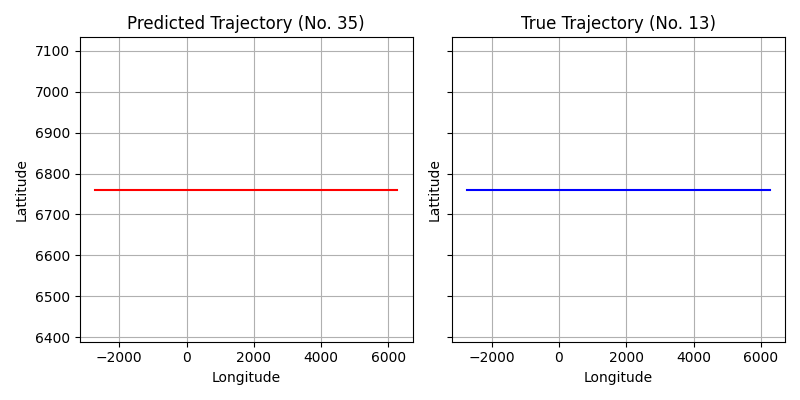 Predicted Trajectory (No. 35)
True Trajectory (No. 13)
7100
7000
6900
6800
6700
6600
6500
6400
Lattitude
Lattitude
−2000 0 2000 4000 6000
−2000 0 2000 4000 6000
Longitude
Longitude